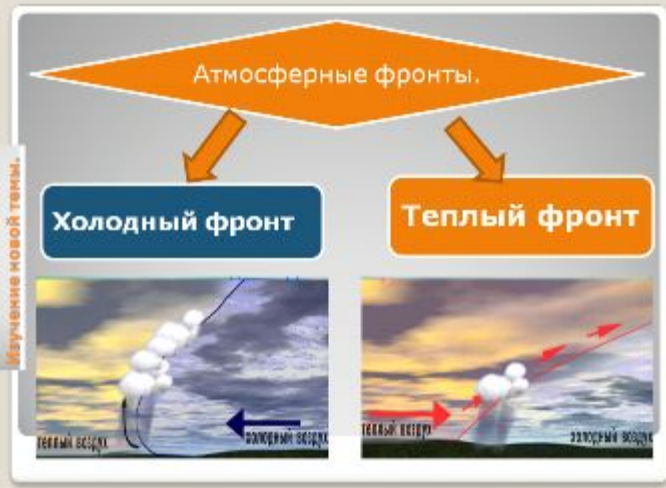 Атмосферные фронты.
Изучение новой темы.
Холодный фронт
Теплый фронт
теплый воздух
холодный воздух
теплый воздух
холодный воздух